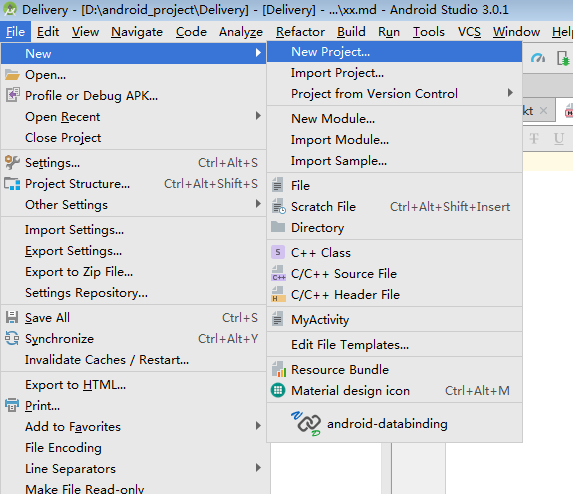 Delivery - [D:\android_project\Delivery] - [Delivery] - ...\xx.md - Android Studio 3.0.1
File Edit View Navigate Code Analyze Refactor Build Run Tools VCS Window
New
Open...
Profile or Debug APK...
Open Recent
Close Project
Settings... Ctrl+Alt+S
Project Structure... Ctrl+Alt+Shift+S
Other Settings
Import Settings...
Export Settings...
Export to Zip File...
Settings Repository...
Save All Ctrl+S
Synchronize Ctrl+Alt+Y
Invalidate Caches / Restart...
Export to HTML...
Print...
Add to Favorites
File Encoding
Line Separators
Make File Read-only
New Project...
Import Project...
Project from Version Control
New Module...
Import Module...
Import Sample...
File
Scratch File Ctrl+Alt+Shift+Insert
Directory
S C++ Class
C++ C/C++ Source File
H C/C++ Header File
MyActivity
Edit File Templates...
Resource Bundle
Material design icon Ctrl+Alt+M
android-databinding
kt
T U